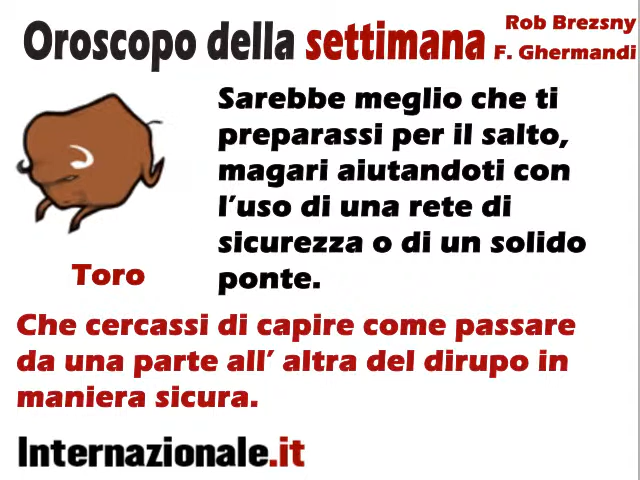 Oroscopo della settimana
Rob Brezsny
F. Ghermandi
Sarebbe meglio che ti
preparassi per il salto,
magari aiutandoti con
l'uso di una rete di
sicurezza o di un solido
ponte.
Toro
Che cercassi di capire come passare
da una parte all' altra del dirupo in
maniera sicura.
Internazionale.it